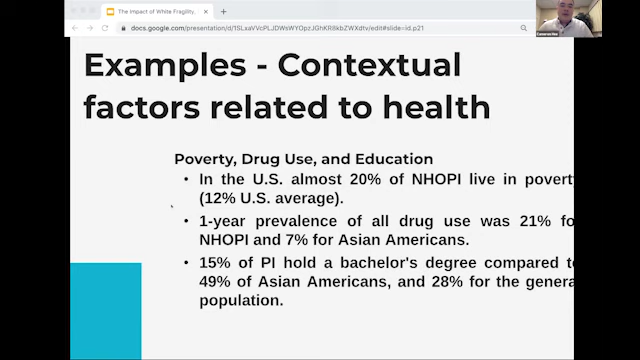 The Impact of White Fragility,
docs.google.com/presentation/d/1SLxaVVcPLJDWsWYOpzJGhKR8kbZWXdtv/edit#slide=id.p21
Examples - Contextual
factors related to health
Poverty, Drug Use, and Education
• In the U.S. almost 20% of NHOPI live in povert
(12% U.S. average).
• 1-year prevalence of all drug use was 21% fo
NHOPI and 7% for Asian Americans.
• 15% of PI hold a bachelor's degree compared t
49% of Asian Americans, and 28% for the genera
population.